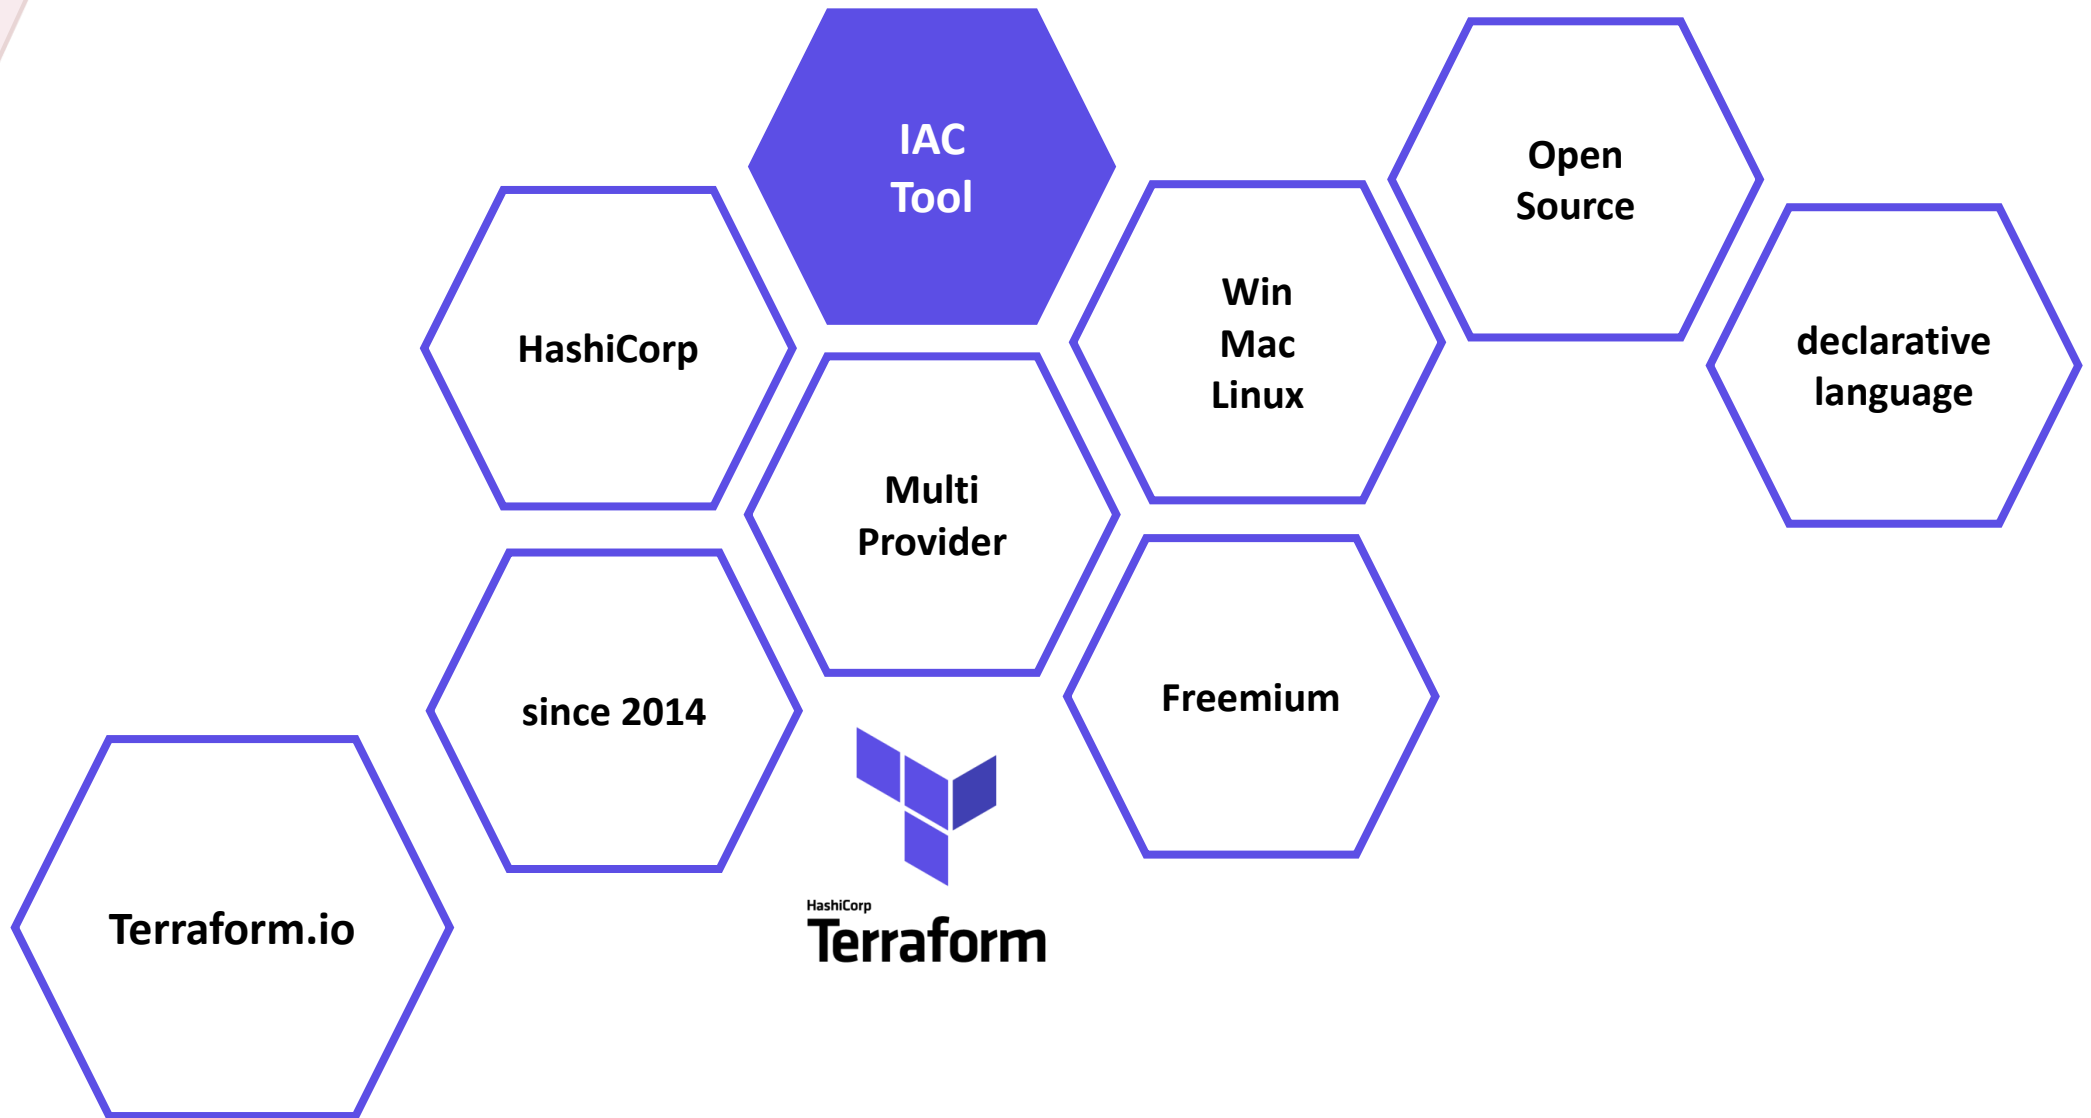 IAC
Tool
Open
Source
HashiCorp
Win
Mac
Linux
declarative
language
Multi
Provider
since 2014
Freemium
Terraform.io
HashiCorp
Terraform